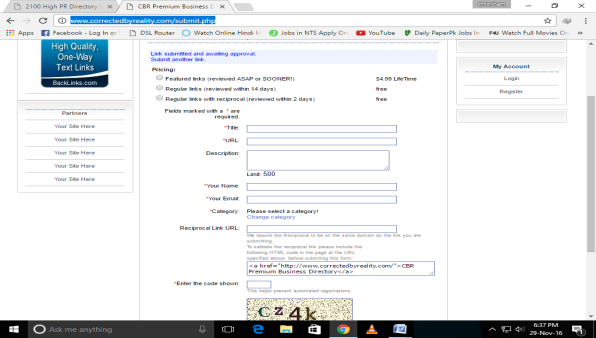 2100 High PR Directory
CBR Premium Business D
www.correctedbyreality.com/submit.php
Apps
Facebook - Log In or
DSL Router
Watch Online Hindi
Jobs in NTS Apply On
YouTube
Daily PaperPk Jobs In
Watch Full Movies On
»
High Quality,
One-Way
Text Links
BackLinks.com
Partners
Your Site Here
Your Site Here
Your Site Here
Your Site Here
Your Site Here
Link submitted and awaiting approval.
Submit another link.
Pricing:
Featured links (reviewed ASAP or SOONER!) $4.99 LifeTime
Regular links (reviewed within 14 days) free
Regular links with reciprocal (reviewed within 2 days) free
Fields marked with a * are
required.
*Title:
*URL:
Description:
Limit: 500
*Your Name:
*Your Email:
*Category: Please select a category!
Change category
Reciprocal Link URL:
We require the Reciprocal to be on the same domain as the link you are
submitting.
To validate the reciprocal link please include the
following HTML code in the page at the URL
specified above, before submitting this form:
<a href="http://www.correctedbyreality.com/">CBR
Premium Business Directory</a>
*Enter the code shown:
This helps prevent automated registrations.
Cz4k
My Account
Login
Register
Ask me anything
6:37 PM
29-Nov-16